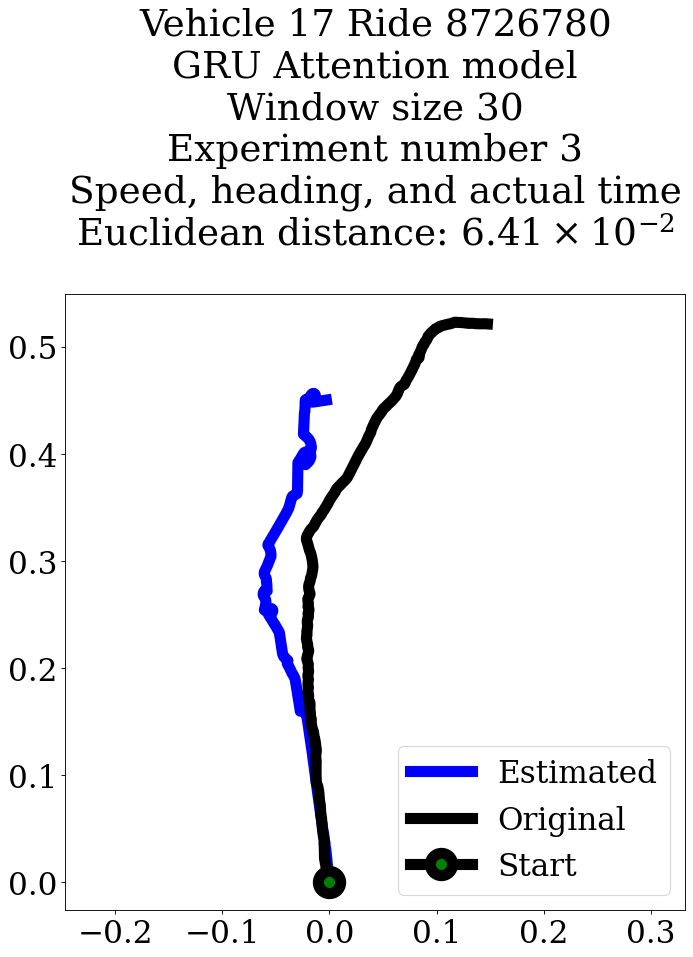 Vehicle 17 Ride 8726780
GRU Attention model
Window size 30
Experiment number 3
Speed, heading, and actual time
Euclidean distance: 6.41 × 10⁻²
0.5
0.4
0.3
0.2
0.1
0.0
Estimated
Original
Start
−0.2 −0.1 0.0 0.1 0.2 0.3